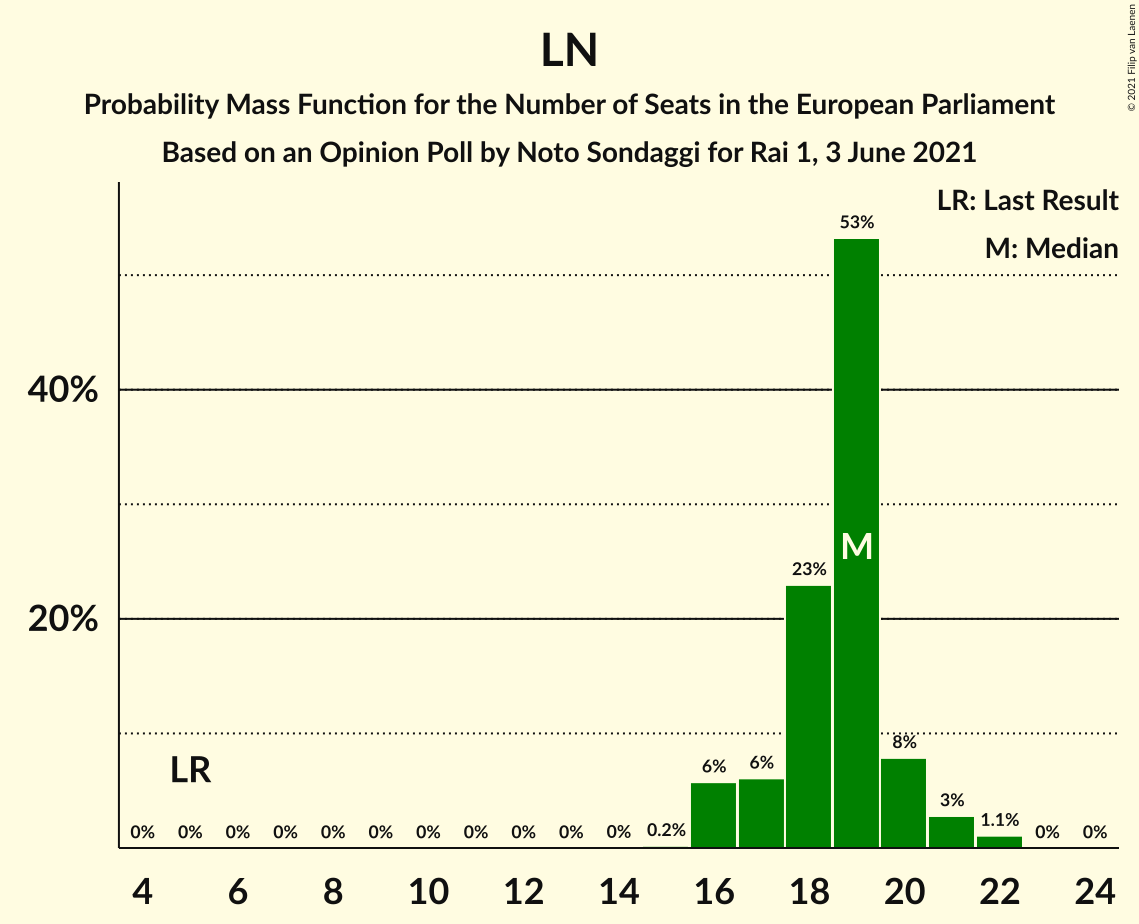 LN
Probability Mass Function for the Number of Seats in the European Parliament
Based on an Opinion Poll by Noto Sondaggi for Rai 1, 3 June 2021
© 2021 Filip van Laenen
LR: Last Result
M: Median
53%
40%
M
23%
20%
8%
LR
6% 6%
3%
1.1%
0% 0% 0% 0% 0% 0% 0% 0% 0% 0% 0% 0.2% 0% 0%
4 6 8 10 12 14 16 18 20 22 24